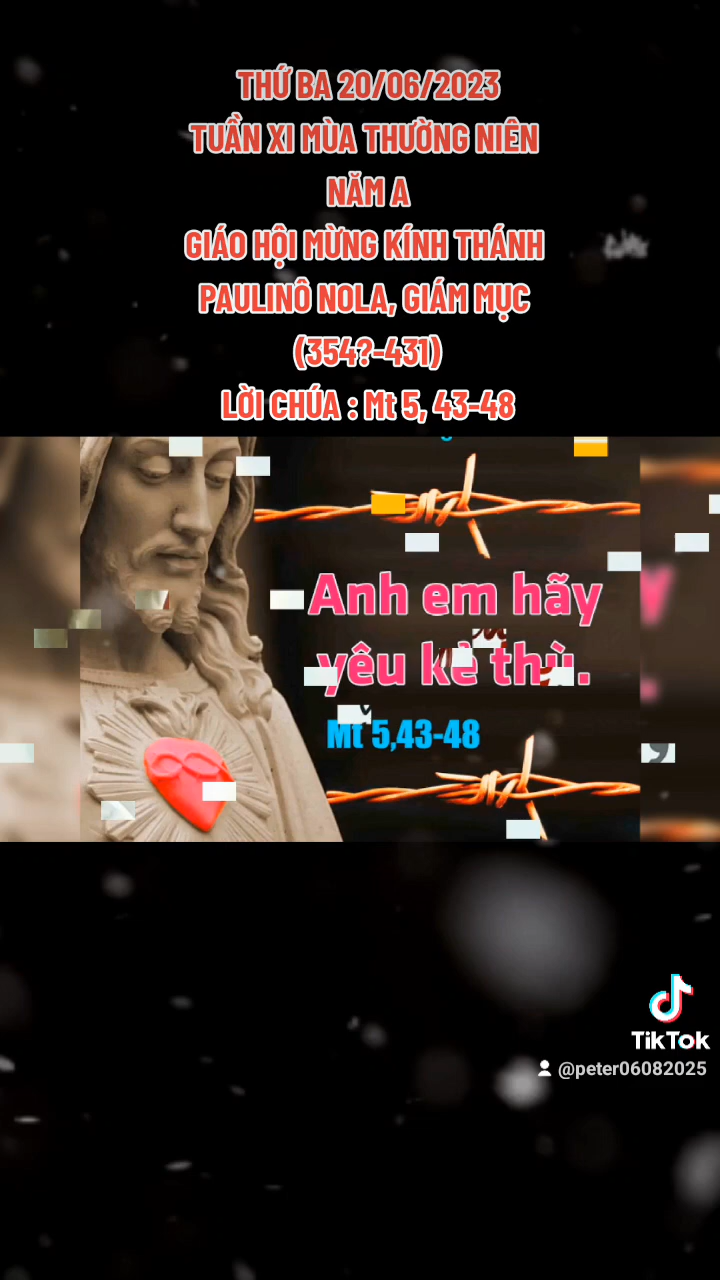 THỨ BA 20/06/2023
TUẦN XI MÙA THƯỜNG NIÊN
NĂM A
GIÁO HỘI MỪNG KÍNH THÁNH
PAULINÔ NOLA, GIÁM MỤC
(354?-431)
LỜI CHÚA : Mt 5, 43-48
Anh em hãy
yêu kẻ thù.
Mt 5,43-48
TikTok
@peter06082025